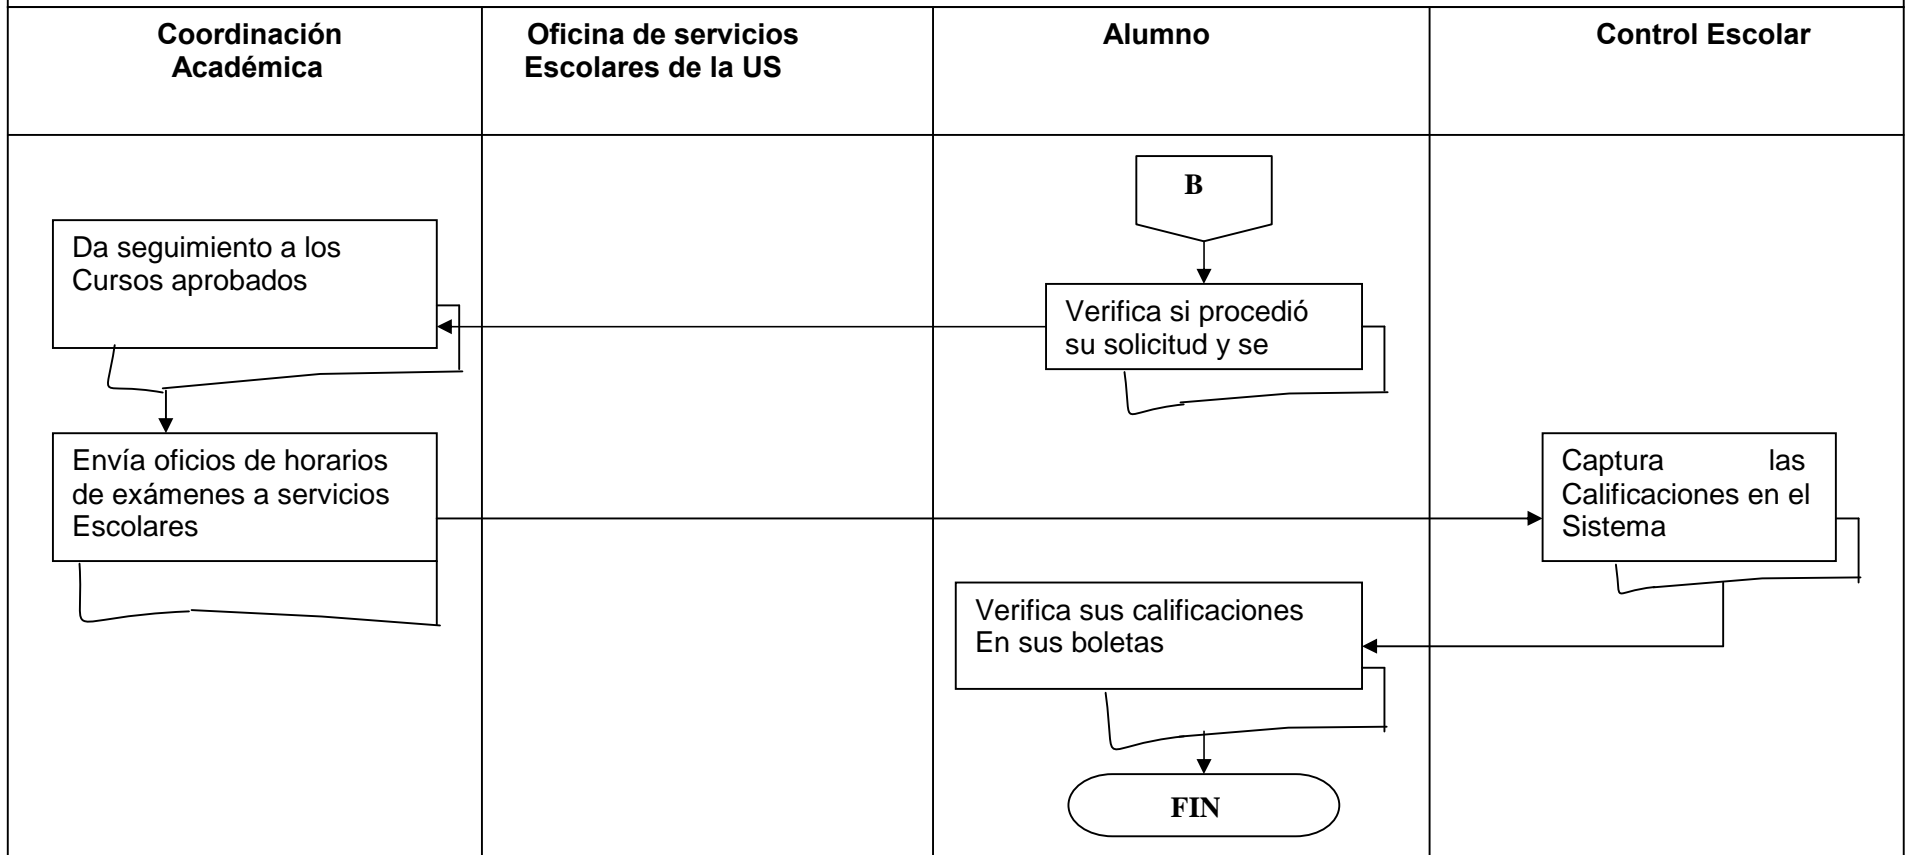 Coordinación
Académica
Oficina de servicios
Escolares de la US
Alumno
Control Escolar
B
Da seguimiento a los
Cursos aprobados
Verifica si procedió
su solicitud y se
Envía oficios de horarios
de exámenes a servicios
Escolares
Captura las
Calificaciones en el
Sistema
Verifica sus calificaciones
En sus boletas
FIN